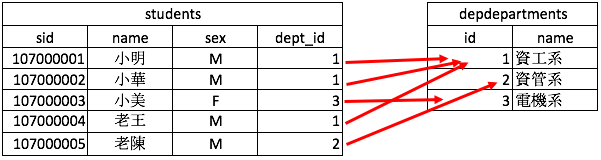 students depdepartments
sid name sex dept_id id name
107000001 小明 M 1 1 資工系
107000002 小華 M 1 2 資管系
107000003 小美 F 3 3 電機系
107000004 老王 M 1
107000005 老陳 M 2